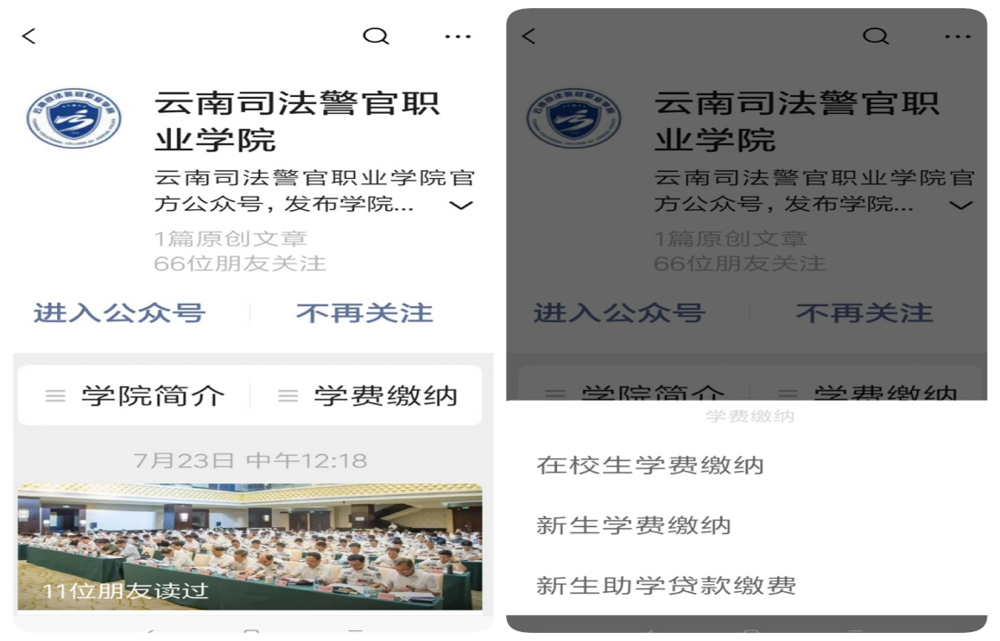 云南司法警官职
业学院
云南司法警官职业学院官
方公众号，发布学院...
1篇原创文章
66位朋友关注
进入公众号
不再关注
学院简介
学费缴纳
7月23日 中午12:18
11位朋友读过
云南司法警官职
业学院
云南司法警官职业学院官
方公众号，发布学院...
1篇原创文章
66位朋友关注
进入公众号
不再关注
学院简介
学费缴纳
学费缴纳
在校生学费缴纳
新生学费缴纳
新生助学贷款缴费